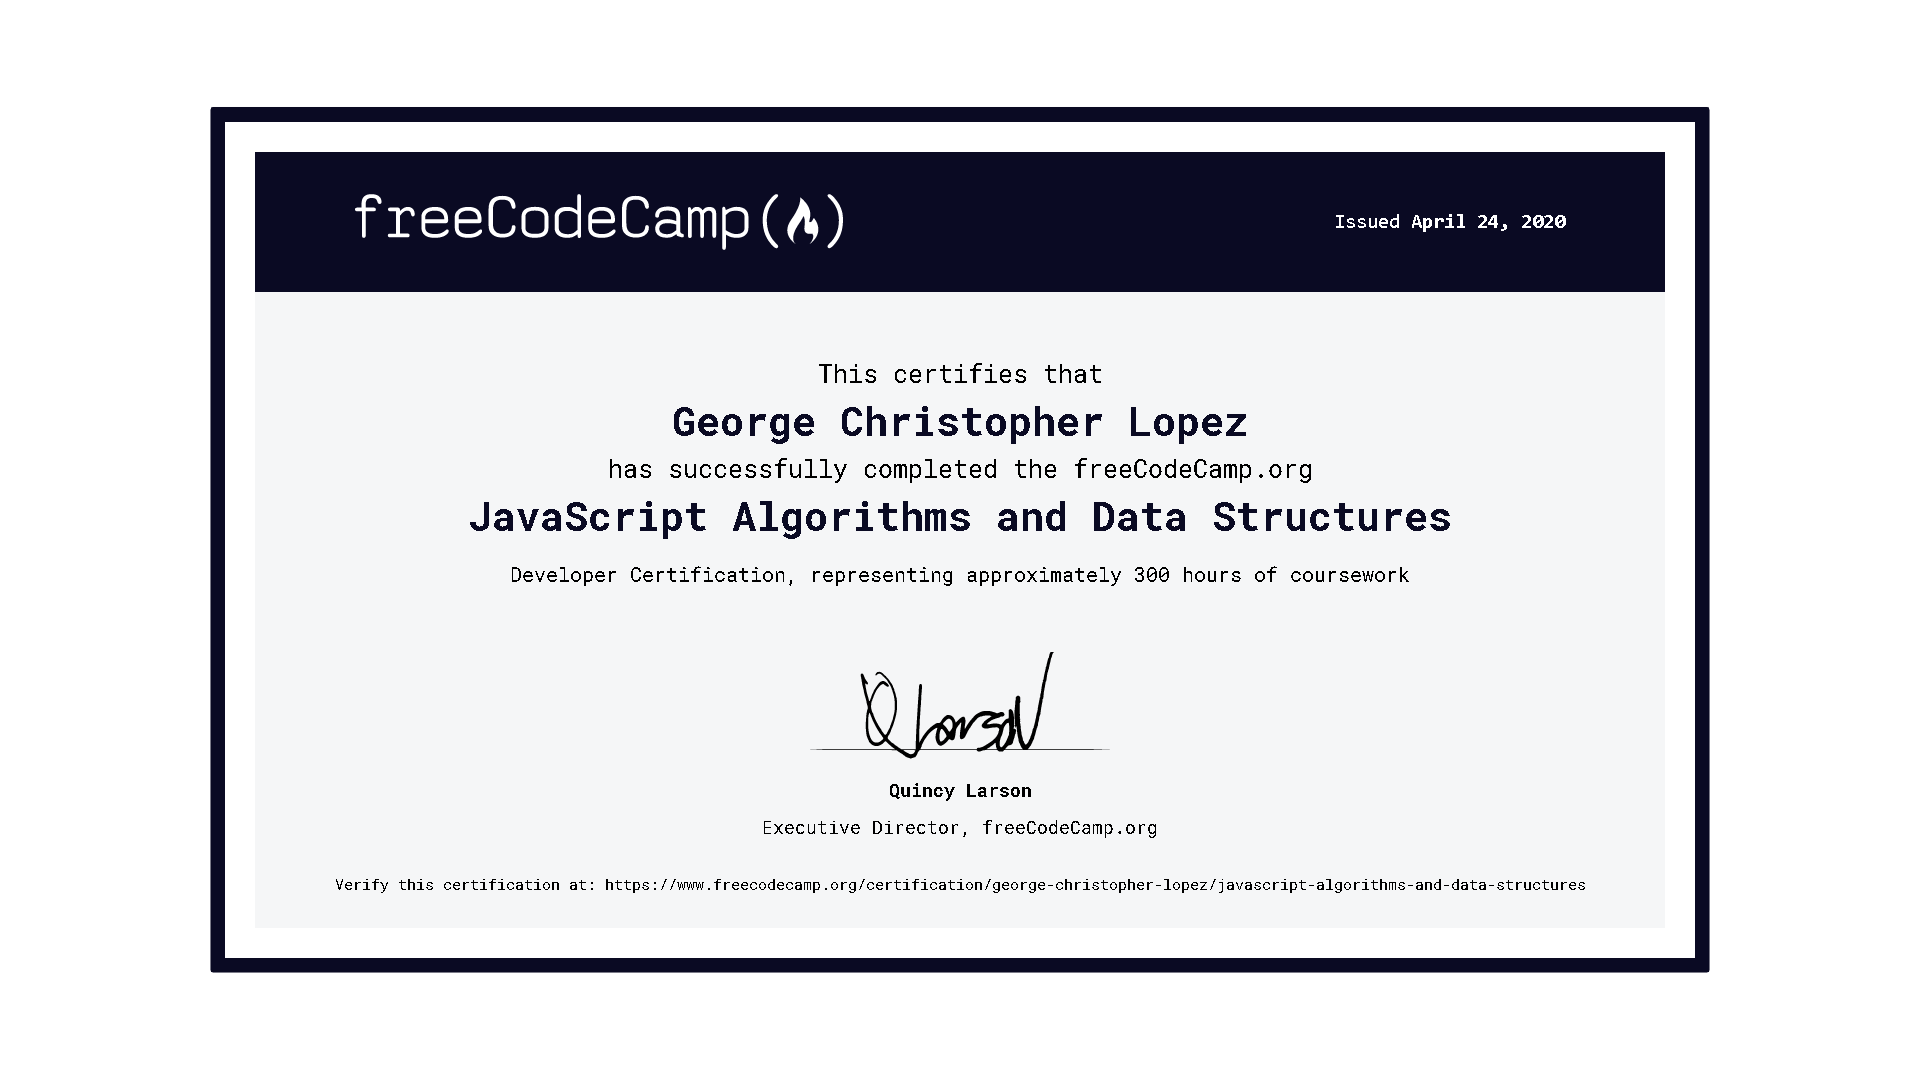 freeCodeCamp
Issued April 24, 2020
This certifies that
George Christopher Lopez
has successfully completed the freeCodeCamp.org
JavaScript Algorithms and Data Structures
Developer Certification, representing approximately 300 hours of coursework
Q Larson
Quincy Larson
Executive Director, freeCodeCamp.org
Verify this certification at: https://www.freecodecamp.org/certification/george-christopher-lopez/javascript-algorithms-and-data-structures